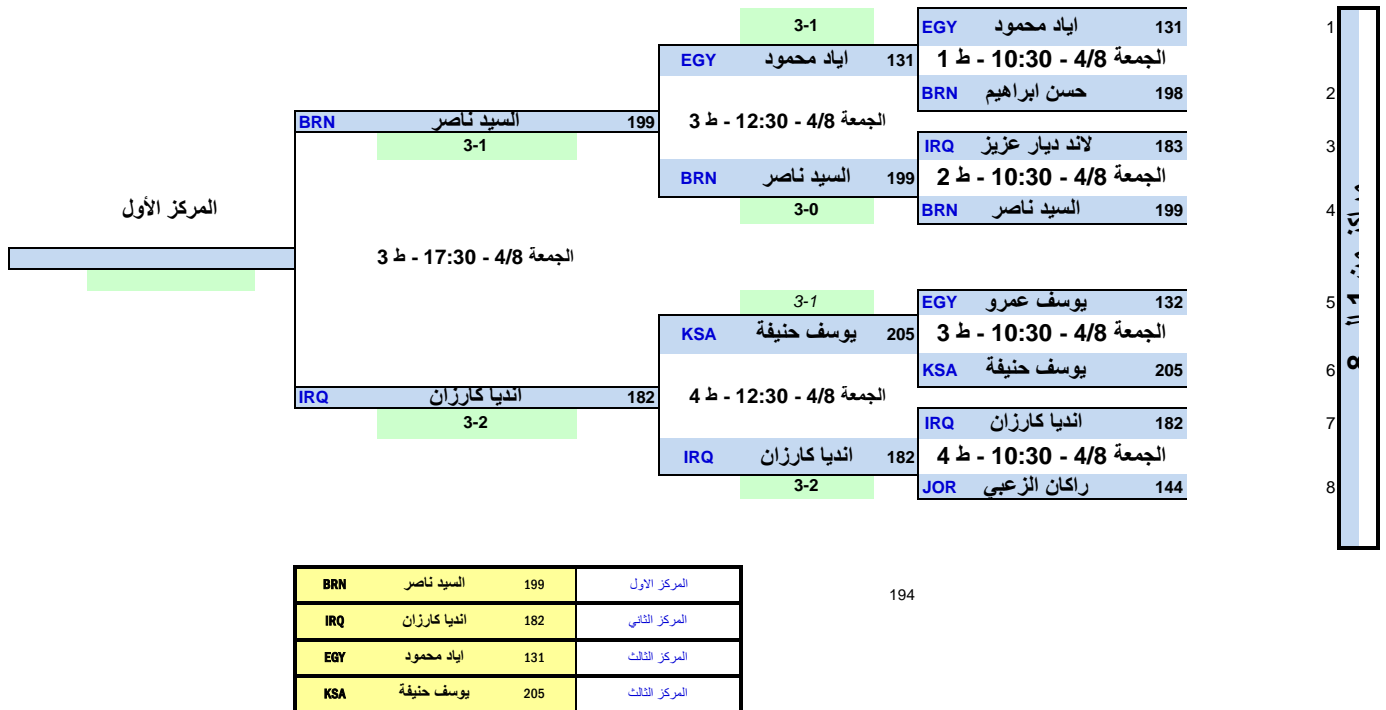 3-1
EGY اياد محمود 131 1
EGY اياد محمود 131 الجمعة 4/8 - 10:30 - ط 1
BRN حسن ابراهيم 198 2
BRN السيد ناصر 199 الجمعة 4/8 - 12:30 - ط 3
3-1 IRQ لاند ديار عزيز 183 3
BRN السيد ناصر 199 الجمعة 4/8 - 10:30 - ط 2
المركز الأول 3-0 BRN السيد ناصر 199 4
الجمعة 4/8 - 17:30 - ط 3
3-1 EGY يوسف عمرو 132 5
KSA يوسف حنيفة 205 الجمعة 4/8 - 10:30 - ط 3
KSA يوسف حنيفة 205 6
IRQ انديا كارزان 182 الجمعة 4/8 - 12:30 - ط 4
3-2 IRQ انديا كارزان 182 7
IRQ انديا كارزان 182 الجمعة 4/8 - 10:30 - ط 4
3-2 JOR راكان الزعبي 144 8
المركز الاول 199 السيد ناصر BRN
194
المركز الثاني 182 انديا كارزان IRQ
المركز الثالث 131 اياد محمود EGY
المركز الثالث 205 يوسف حنيفة KSA